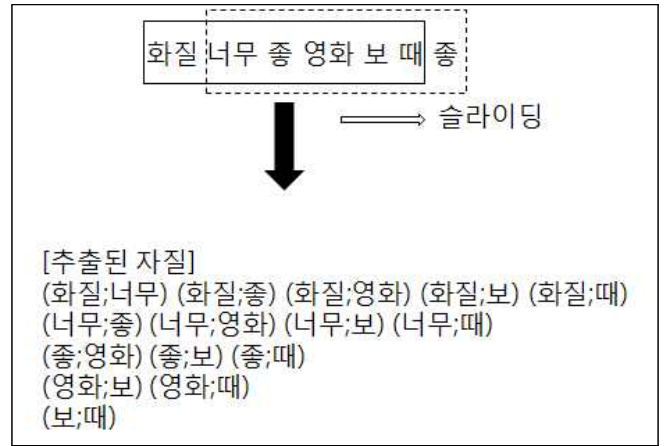 화질 너무 좋 영화 보 때 좋
슬라이딩
[추출된 자질]
(화질;너무) (화질;좋) (화질;영화) (화질;보) (화질;때)
(너무;좋) (너무;영화) (너무;보) (너무;때)
(좋;영화) (좋;보) (좋;때)
(영화;보) (영화;때)
(보;때)